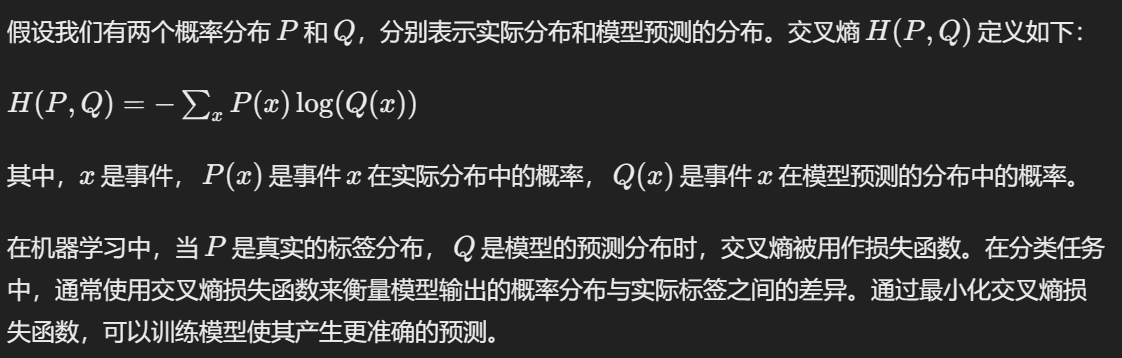 假设我们有两个概率分布 P 和 Q，分别表示实际分布和模型预测的分布。交叉熵 H(P, Q) 定义如下：
H(P, Q) = − ∑ₓ P(x) log(Q(x))
其中，x 是事件， P(x) 是事件 x 在实际分布中的概率， Q(x) 是事件 x 在模型预测的分布中的概率。
在机器学习中，当 P 是真实的标签分布， Q 是模型的预测分布时，交叉熵被用作损失函数。在分类任务
中，通常使用交叉熵损失函数来衡量模型输出的概率分布与实际标签之间的差异。通过最小化交叉熵损
失函数，可以训练模型使其产生更准确的预测。